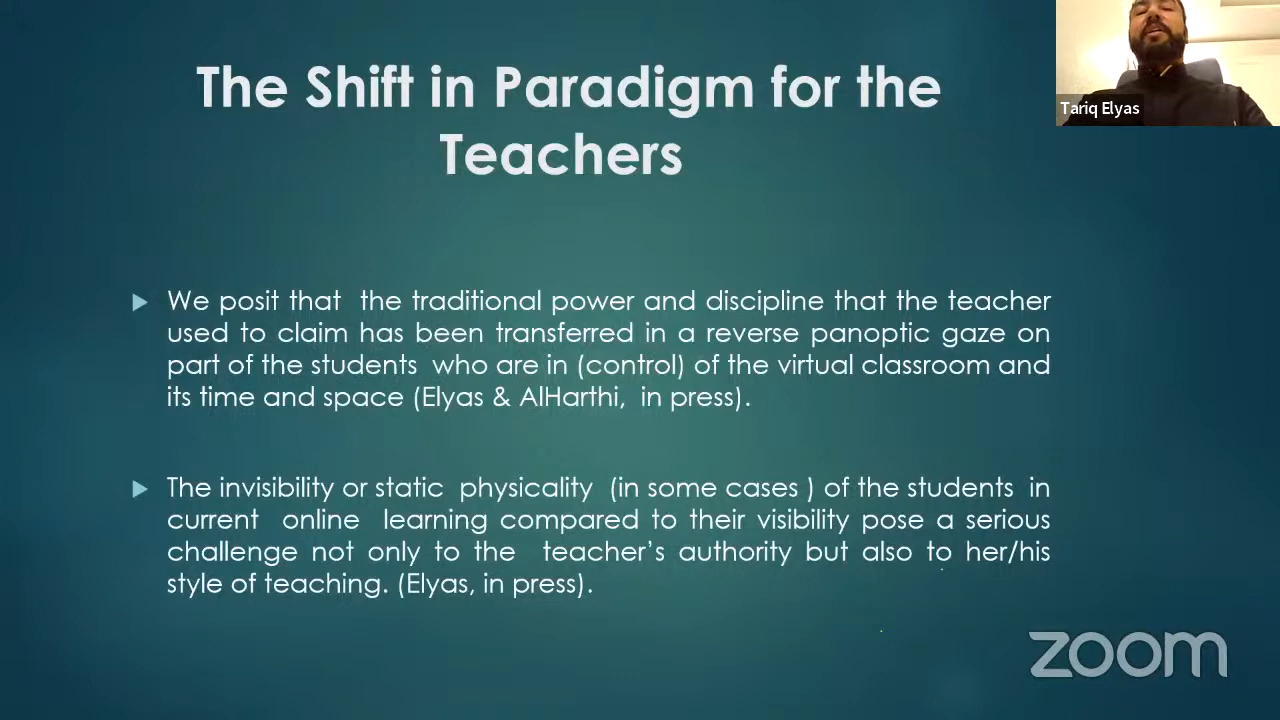 The Shift in Paradigm for the
Teachers
Tariq Elyas
We posit that the traditional power and discipline that the teacher
used to claim has been transferred in a reverse panoptic gaze on
part of the students who are in (control) of the virtual classroom and
its time and space (Elyas & AlHarthi, in press).
The invisibility or static physicality (in some cases ) of the students in
current online learning compared to their visibility pose a serious
challenge not only to the teacher’s authority but also to her/his
style of teaching. (Elyas, in press).
zoom